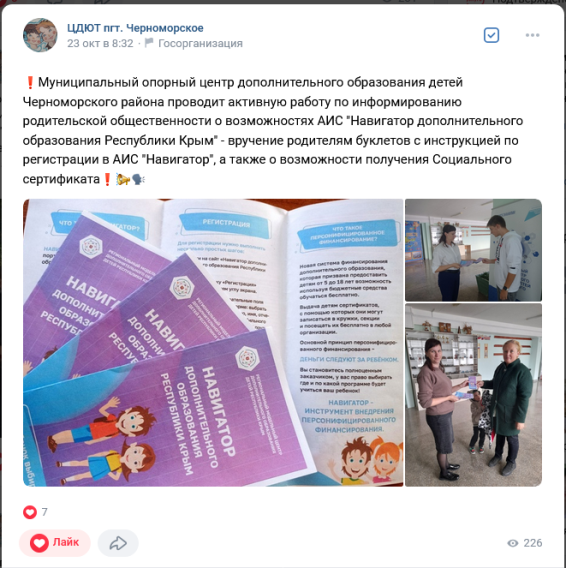 ЦДЮТ пгт. Черноморское
23 окт в 8:32 · Госорганизация
❗Муниципальный опорный центр дополнительного образования детей
Черноморского района проводит активную работу по информированию
родительской общественности о возможностях АИС "Навигатор дополнительного
образования Республики Крым" - вручение родителям буклетов с инструкцией по
регистрации в АИС "Навигатор", а также о возможности получения Социального
сертификата❗
РЕГИСТРАЦИЯ
ЧТО ТАКОЕ
ПЕРСОНИФИЦИРОВАННОЕ
ФИНАНСИРОВАНИЕ?
Новая система финансирования
дополнительного образования,
которая призвана предоставить
детям от 5 до 18 лет возможность
используя бюджетные средства
обучаться бесплатно.
Выдача детям сертификатов,
с помощью которых они могут
записаться в кружки, секции
и посещать их бесплатно в любой
организации.
Основной принцип персонифици-
рованного финансирования -
ДЕНЬГИ СЛЕДУЮТ ЗА РЕБЁНКОМ.
Вы становитесь полноценным
заказчиком, у вас право выбирать
где и по какой программе будет
учиться ваш ребенок!
НАВИГАТОР -
ИНСТРУМЕНТ ВНЕДРЕНИЯ
ПЕРСОНИФИЦИРОВАННОГО
ФИНАНСИРОВАНИЯ.
НАВИГАТОР
ДОПОЛНИТЕЛЬНОГО
ОБРАЗОВАНИЯ
РЕСПУБЛИКИ КРЫМ
НАВИГАТОР
ДОПОЛНИТЕЛЬНОГО
ОБРАЗОВАНИЯ
РЕСПУБЛИКИ КРЫМ
7
Лайк
226